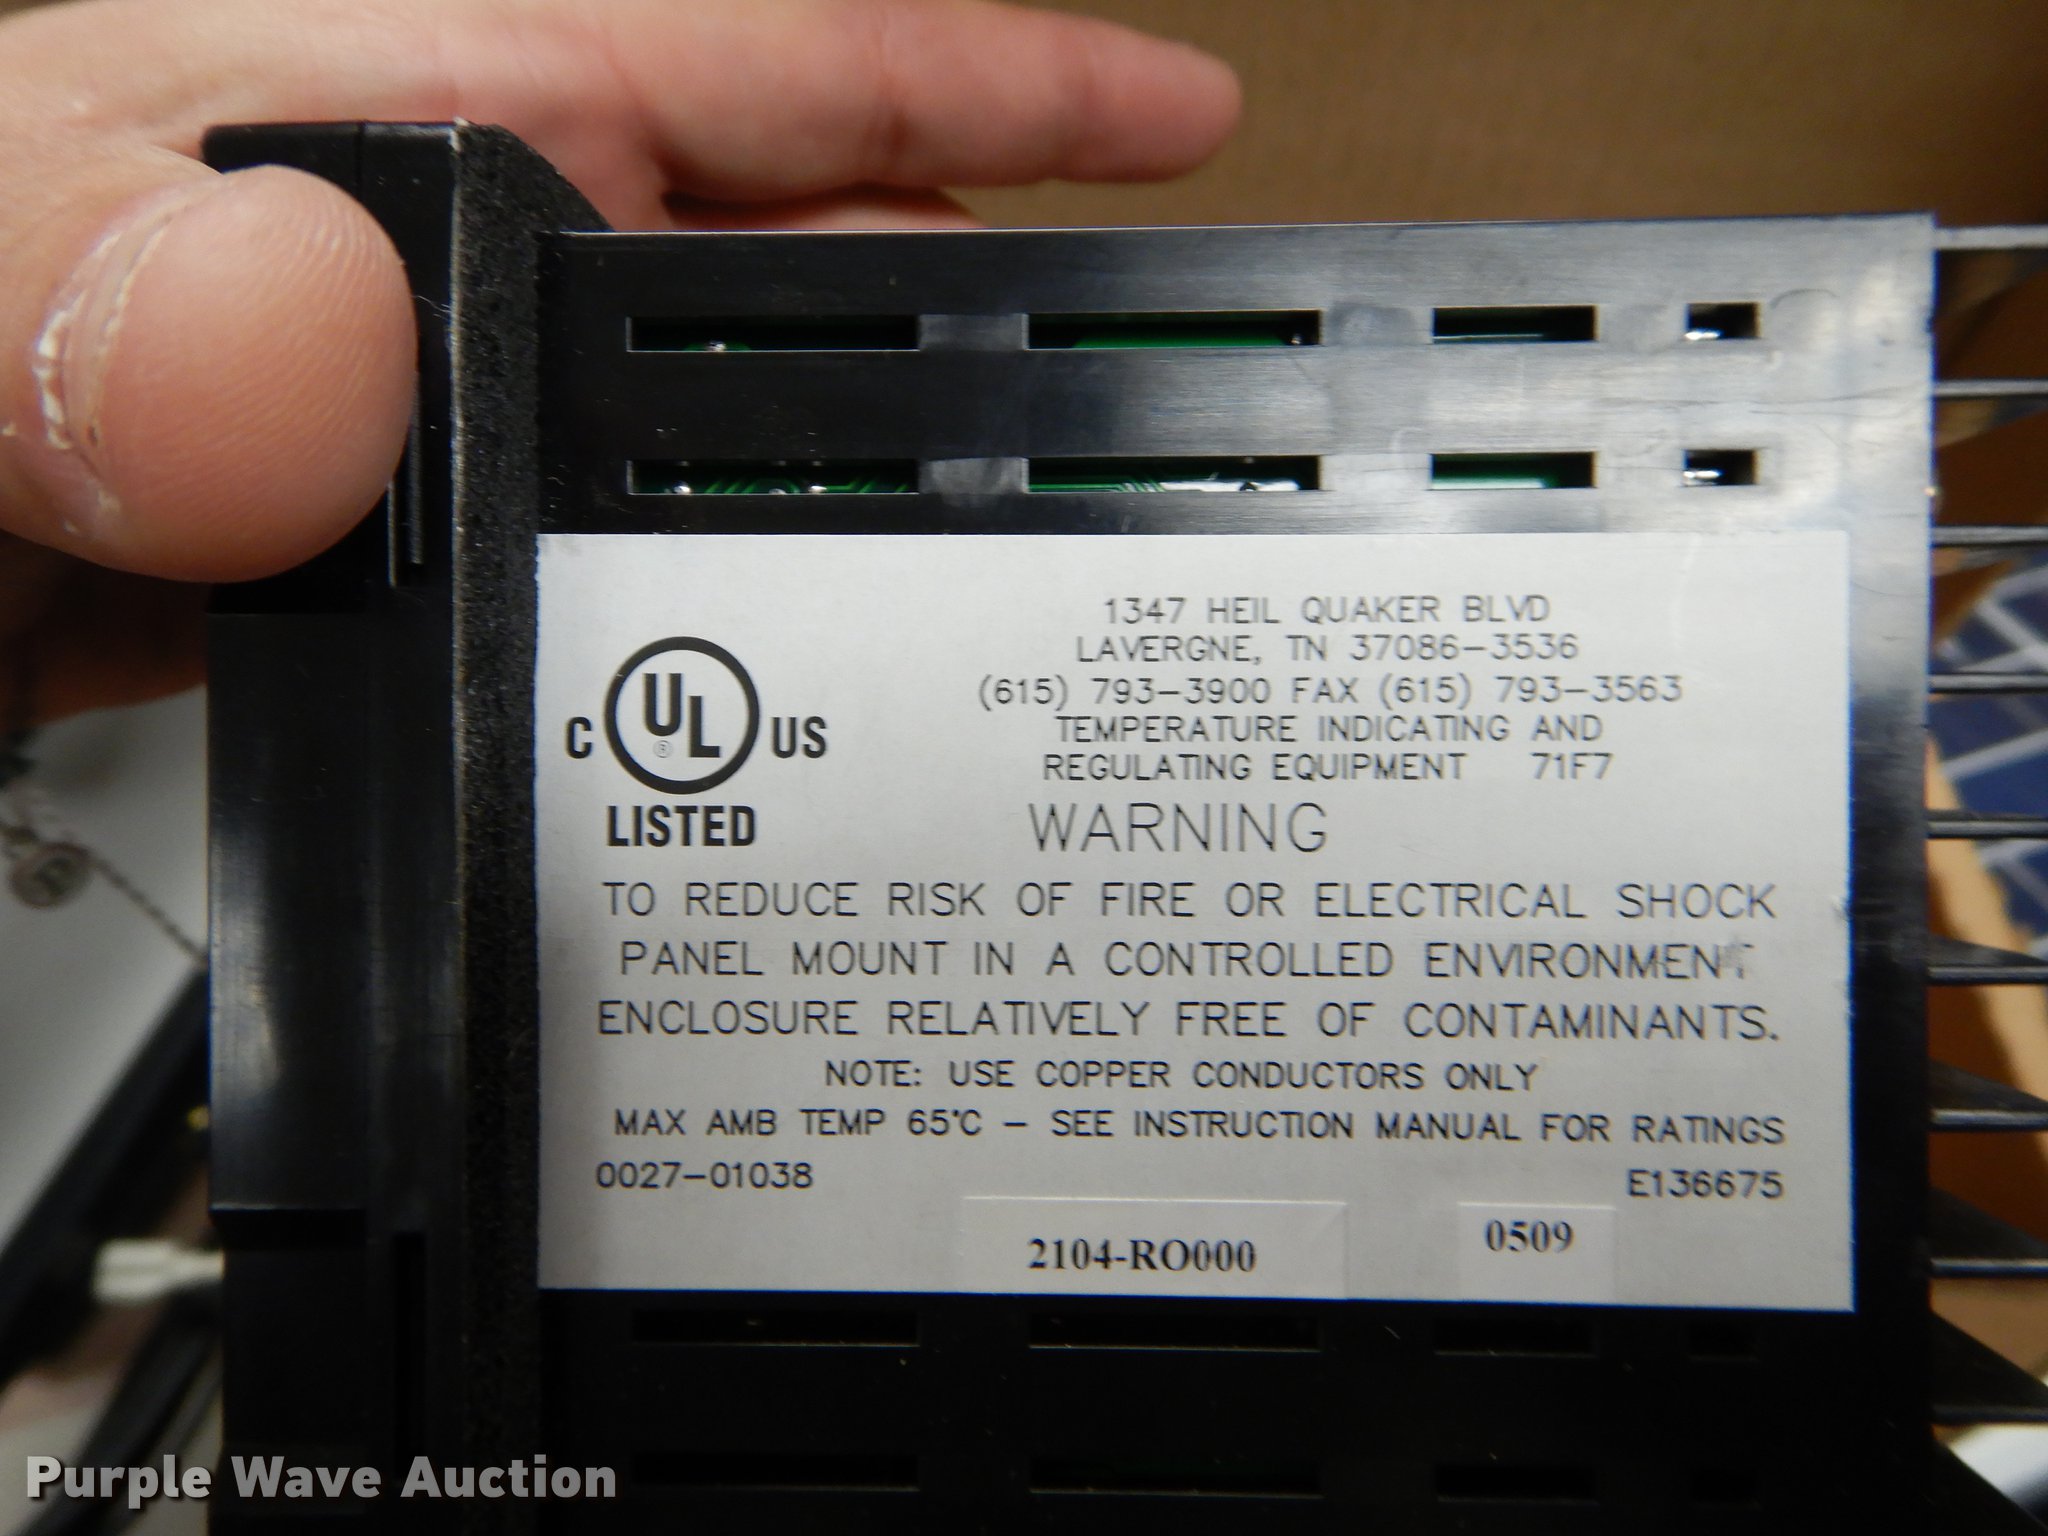 1347 HEIL QUAKER BLVD
LAVERGNE, TN 37086-3536
(615) 793-3900 FAX (615) 793-3563
TEMPERATURE INDICATING AND
REGULATING EQUIPMENT 71F7
C UL ® US
LISTED
WARNING
TO REDUCE RISK OF FIRE OR ELECTRICAL SHOCK
PANEL MOUNT IN A CONTROLLED ENVIRONMENT
ENCLOSURE RELATIVELY FREE OF CONTAMINANTS.
NOTE: USE COPPER CONDUCTORS ONLY
MAX AMB TEMP 65°C - SEE INSTRUCTION MANUAL FOR RATINGS
0027-01038 E136675
2104-RO000 0509
Purple Wave Auction